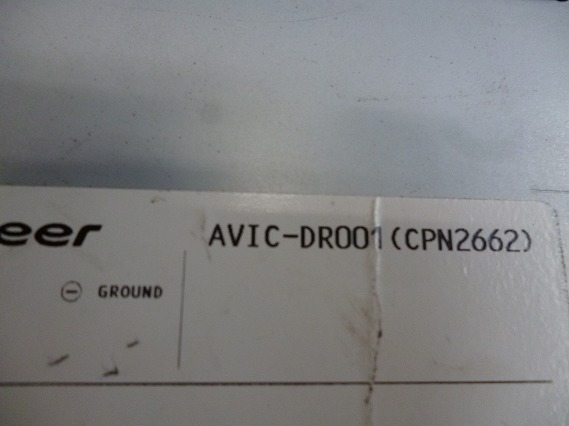 eer AVIC-DR001(CPN2662)
⊖ GROUND